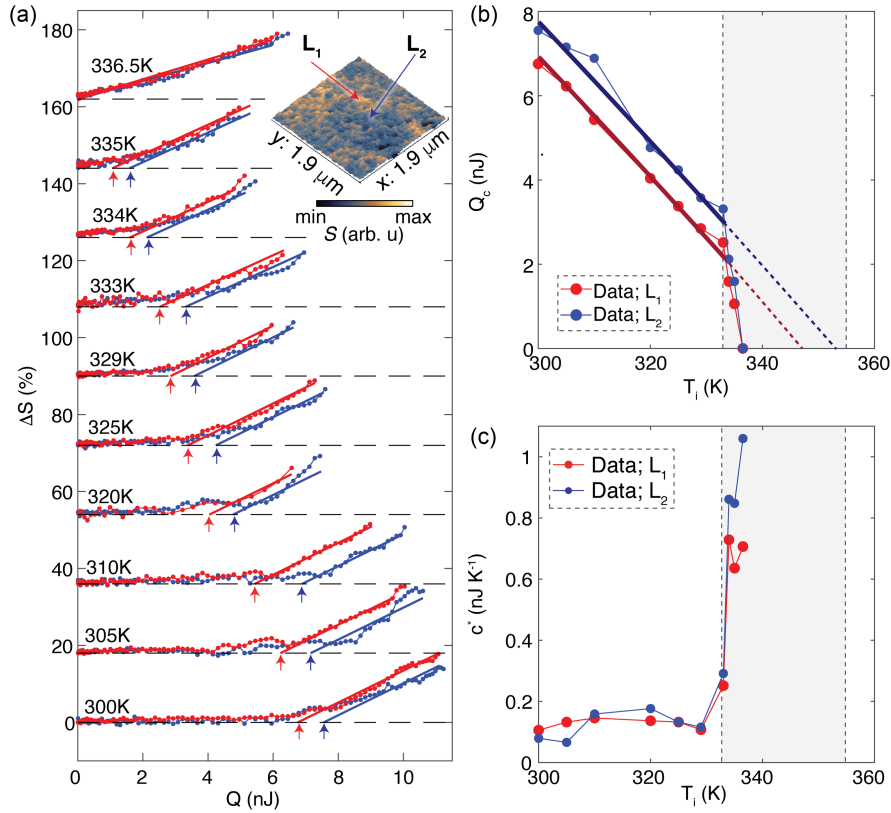 (a)
180
160
140
120
100
80
60
40
20
0
ΔS (%)
336.5K
335K
334K
333K
329K
325K
320K
310K
305K
300K
L1
L2
y: 1.9 μm
x: 1.9 μm
min
max
S (arb. u)
0
2
4
6
8
10
Q (nJ)
(b)
8
6
4
2
0
Qc (nJ)
Data; L1
Data; L2
300
320
340
360
Ti (K)
(c)
1
0.8
0.6
0.4
0.2
0
c* (nJ K-1)
Data; L1
Data; L2
300
320
340
360
Ti (K)